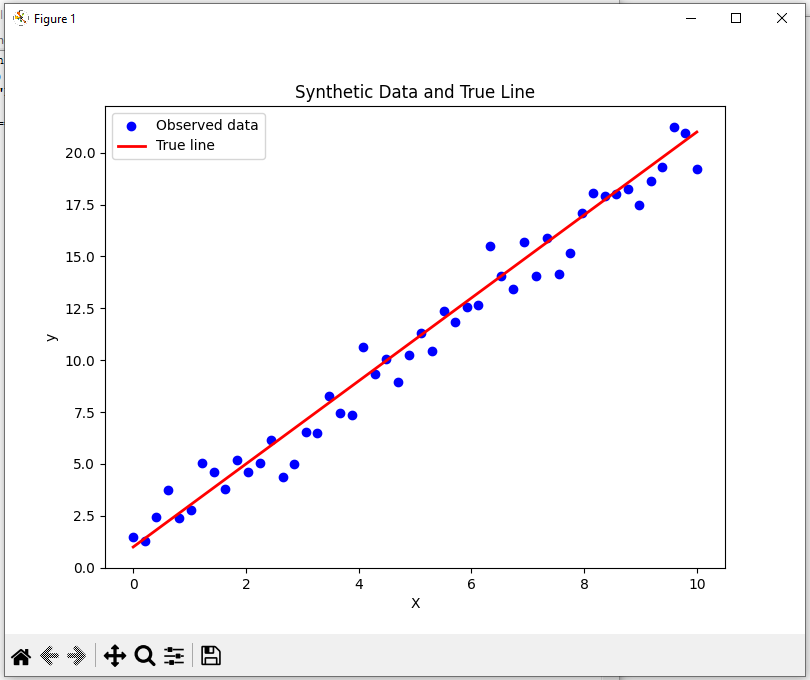 Figure 1
Synthetic Data and True Line
Observed data
True line
20.0
17.5
15.0
12.5
10.0
7.5
5.0
2.5
0.0
y
0 2 4 6 8 10
X